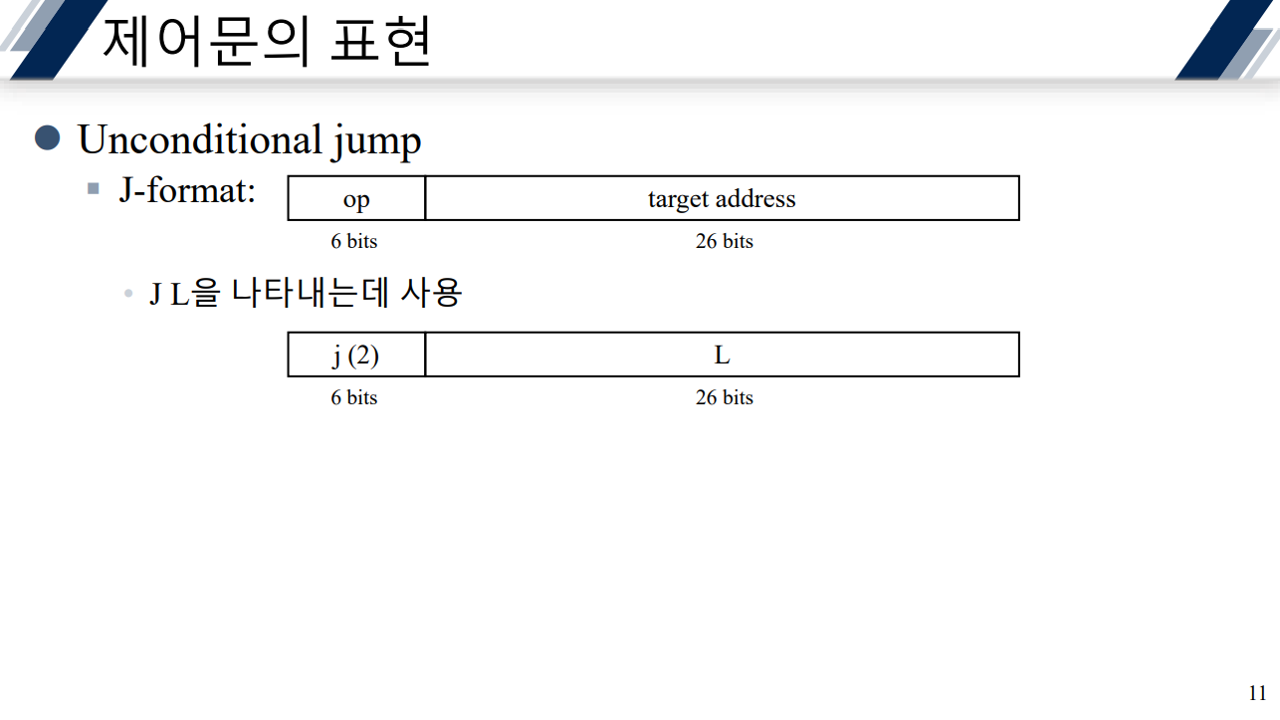 제어문의 표현
Unconditional jump
J-format:
op target address
6 bits 26 bits
J L을 나타내는데 사용
j (2) L
6 bits 26 bits
11